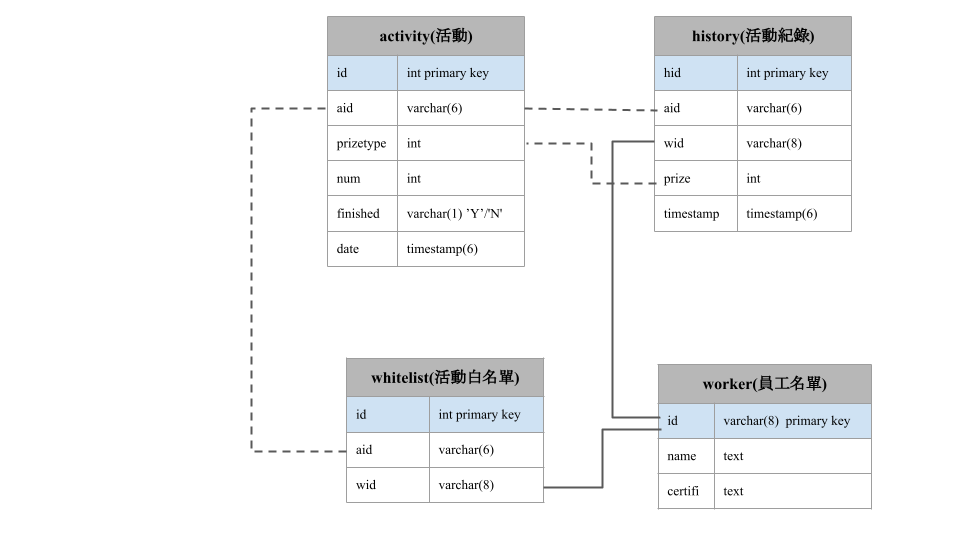 activity(活動)
id int primary key
aid varchar(6)
prizetype int
num int
finished varchar(1) ’Y’/'N'
date timestamp(6)
history(活動紀錄)
hid int primary key
aid varchar(6)
wid varchar(8)
prize int
timestamp timestamp(6)
whitelist(活動白名單)
id int primary key
aid varchar(6)
wid varchar(8)
worker(員工名單)
id varchar(8) primary key
name text
certifi text